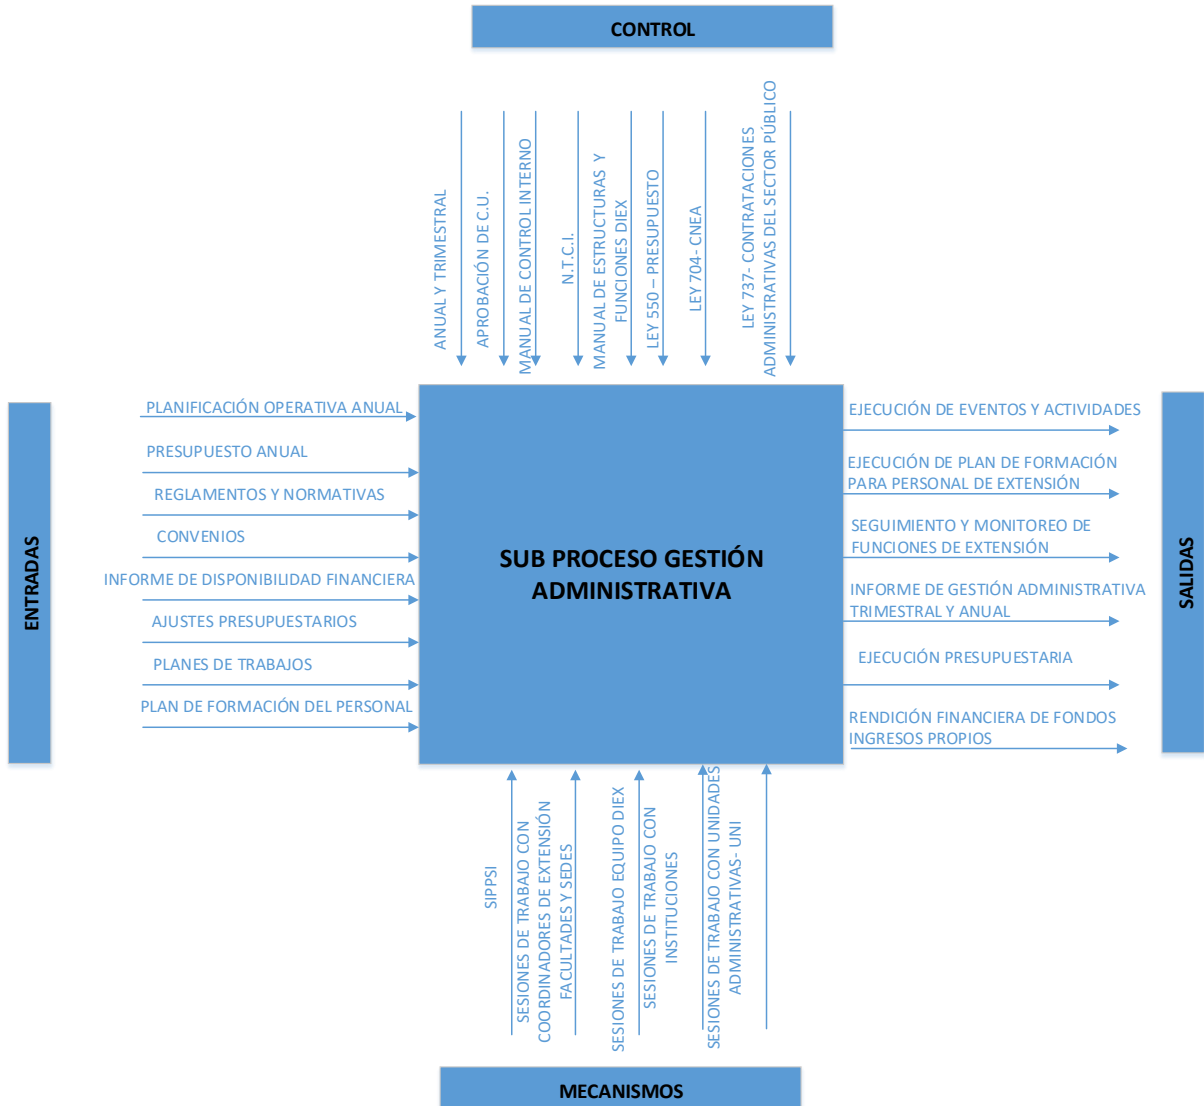 CONTROL
ANUAL Y TRIMESTRAL
APROBACIÓN DE C.U.
MANUAL DE CONTROL INTERNO
N.T.C.I.
MANUAL DE ESTRUCTURAS Y
FUNCIONES DIEX
LEY 550 – PRESUPUESTO
LEY 704- CNEA
LEY 737- CONTRATACIONES
ADMINISTRATIVAS DEL SECTOR PÚBLICO
ENTRADAS
PLANIFICACIÓN OPERATIVA ANUAL
PRESUPUESTO ANUAL
REGLAMENTOS Y NORMATIVAS
CONVENIOS
INFORME DE DISPONIBILIDAD FINANCIERA
AJUSTES PRESUPUESTARIOS
PLANES DE TRABAJOS
PLAN DE FORMACIÓN DEL PERSONAL
SUB PROCESO GESTIÓN
ADMINISTRATIVA
EJECUCIÓN DE EVENTOS Y ACTIVIDADES
EJECUCIÓN DE PLAN DE FORMACIÓN
PARA PERSONAL DE EXTENSIÓN
SEGUIMIENTO Y MONITOREO DE
FUNCIONES DE EXTENSIÓN
INFORME DE GESTIÓN ADMINISTRATIVA
TRIMESTRAL Y ANUAL
EJECUCIÓN PRESUPUESTARIA
RENDICIÓN FINANCIERA DE FONDOS
INGRESOS PROPIOS
SALIDAS
SIPPSI
SESIONES DE TRABAJO CON
COORDINADORES DE EXTENSIÓN
FACULTADES Y SEDES
SESIONES DE TRABAJO EQUIPO DIEX
SESIONES DE TRABAJO CON
INSTITUCIONES
SESIONES DE TRABAJO CON UNIDADES
ADMINISTRATIVAS- UNI
MECANISMOS